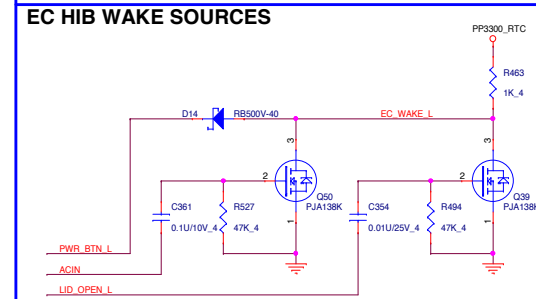 EC HIB WAKE SOURCES
PP3300_RTC
R463
1K_4
D14
RB500V-40
EC_WAKE_L
3
3
2
2
Q50
PJA138K
Q39
PJA138K
C361
R527
C354
R494
0.1U/10V_4
47K_4
0.01U/25V_4
47K_4
1
1
PWR_BTN_L
ACIN
LID_OPEN_L